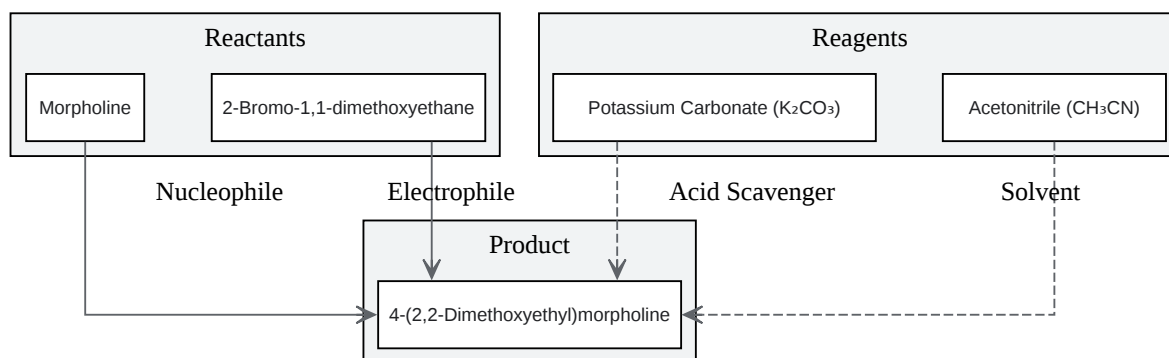 Reactants
Reagents
Morpholine
2-Bromo-1,1-dimethoxyethane
Potassium Carbonate (K₂CO₃)
Acetonitrile (CH₃CN)
Nucleophile
Electrophile
Acid Scavenger
Solvent
Product
4-(2,2-Dimethoxyethyl)morpholine